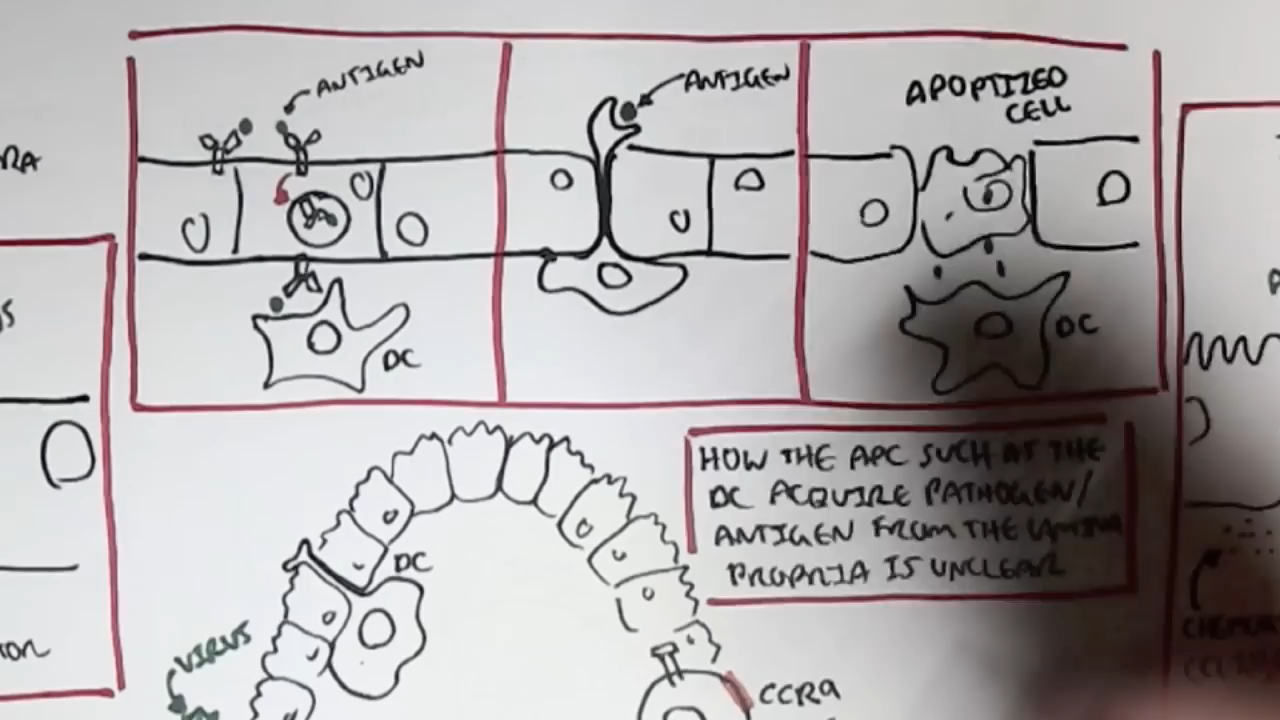 ANTIGEN
ANTIGEN
APOPTIZED
CELL
DC
DC
HOW THE APC SUCH AS THE
DC ACQUIRE PATHOGEN/
ANTIGEN FROM THE LAMINA
PROPRIA IS UNCLEAR
DC
VIRUS
CCR9